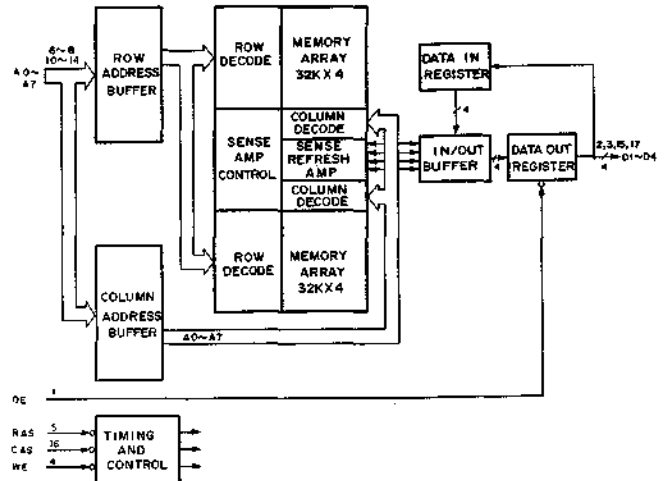 6~8
10~14
A0~
A7
ROW
ADDRESS
BUFFER
ROW
DECODE
MEMORY
ARRAY
32K×4
SENSE
AMP
CONTROL
COLUMN
DECODE
SENSE
REFRESH
AMP
COLUMN
DECODE
ROW
DECODE
MEMORY
ARRAY
32K×4
DATA IN
REGISTER
4
IN/OUT
BUFFER
4
DATA OUT
REGISTER
2,3,15,17
4
D1~D4
COLUMN
ADDRESS
BUFFER
A0~A7
OE 1
RAS 5
CAS 16
WE 4
TIMING
AND
CONTROL